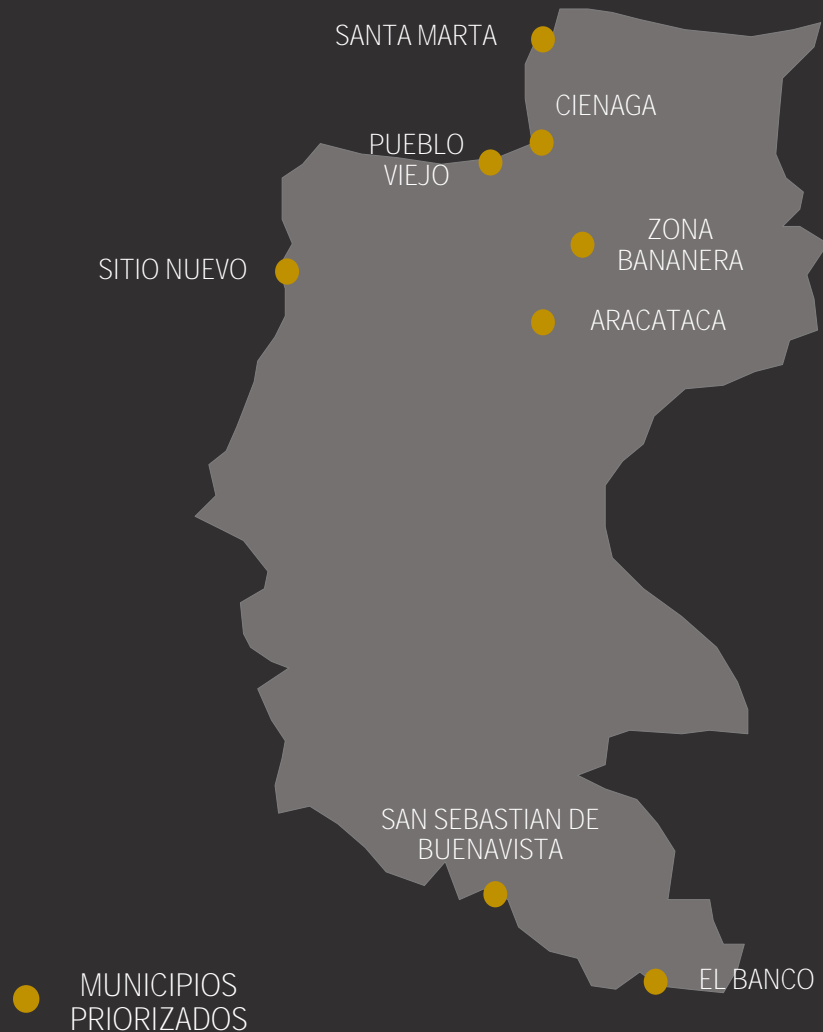 SANTA MARTA
CIENAGA
PUEBLO
VIEJO
ZONA
BANANERA
SITIO NUEVO
ARACATACA
SAN SEBASTIAN DE
BUENAVISTA
EL BANCO
MUNICIPIOS
PRIORIZADOS